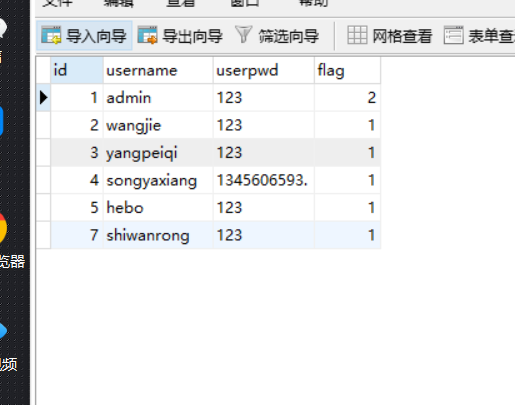 文件 编辑 查看 窗口 帮助
导入向导 导出向导 筛选向导 网格查看 表单查
id username userpwd flag
1 admin 123 2
2 wangjie 123 1
3 yangpeiqi 123 1
4 songyaxiang 1345606593. 1
5 hebo 123 1
7 shiwanrong 123 1
览器
频